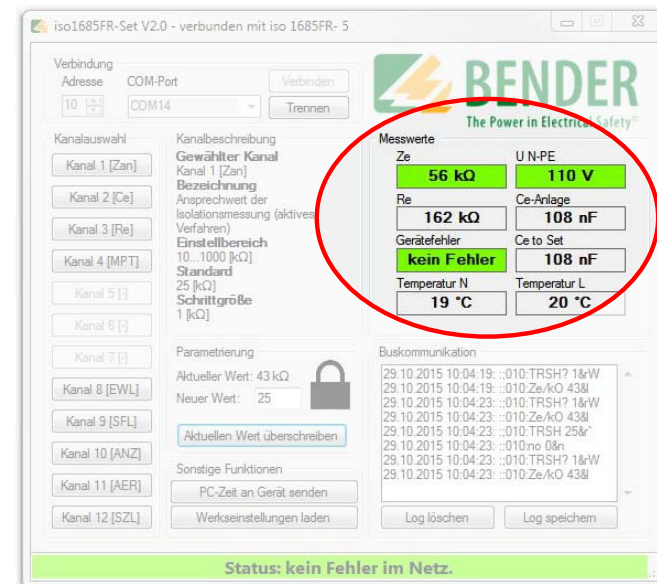 iso1685FR-Set V2.0 - verbunden mit iso 1685FR- 5
Verbindung
Adresse COM-Port
10 COM14
Verbinden
Trennen
BENDER
The Power in Electrical Safety©
Kanalauswahl
Kanal 1 [Zan]
Kanal 2 [Ce]
Kanal 3 [Re]
Kanal 4 [MPT]
Kanal 5 [-]
Kanal 6 [-]
Kanal 7 [-]
Kanal 8 [EWL]
Kanal 9 [SFL]
Kanal 10 [ANZ]
Kanal 11 [AER]
Kanal 12 [SZL]
Kanalbeschreibung
Gewählter Kanal
Kanal 1 [Zan]
Bezeichnung
Ansprechwert der
Isolationsmessung (aktives
Verfahren)
Einstellbereich
10...1000 [kΩ]
Standard
25 [kΩ]
Schrittgröße
1 [kΩ]
Messwerte
Ze U N-PE
56 kΩ 110 V
Re Ce-Anlage
162 kΩ 108 nF
Gerätefehler Ce to Set
kein Fehler 108 nF
Temperatur N Temperatur L
19 °C 20 °C
Parametrierung
Aktueller Wert: 43 kΩ
Neuer Wert: 25
Aktuellen Wert überschreiben
Sonstige Funktionen
PC-Zeit an Gerät senden
Werkseinstellungen laden
Buskommunikation
29.10.2015 10:04:19: :;010:TRSH? 1&rW
29.10.2015 10:04:19: ::010:Ze/kO 43&l
29.10.2015 10:04:23: :;010:TRSH? 1&rW
29.10.2015 10:04:23: ::010:Ze/kO 43&l
29.10.2015 10:04:23: :;010:TRSH 25&r`
29.10.2015 10:04:23: ::010:no 0&n
29.10.2015 10:04:23: :;010:TRSH? 1&rW
29.10.2015 10:04:23: ::010:Ze/kO 43&l
Log löschen
Log speichern
Status: kein Fehler im Netz.